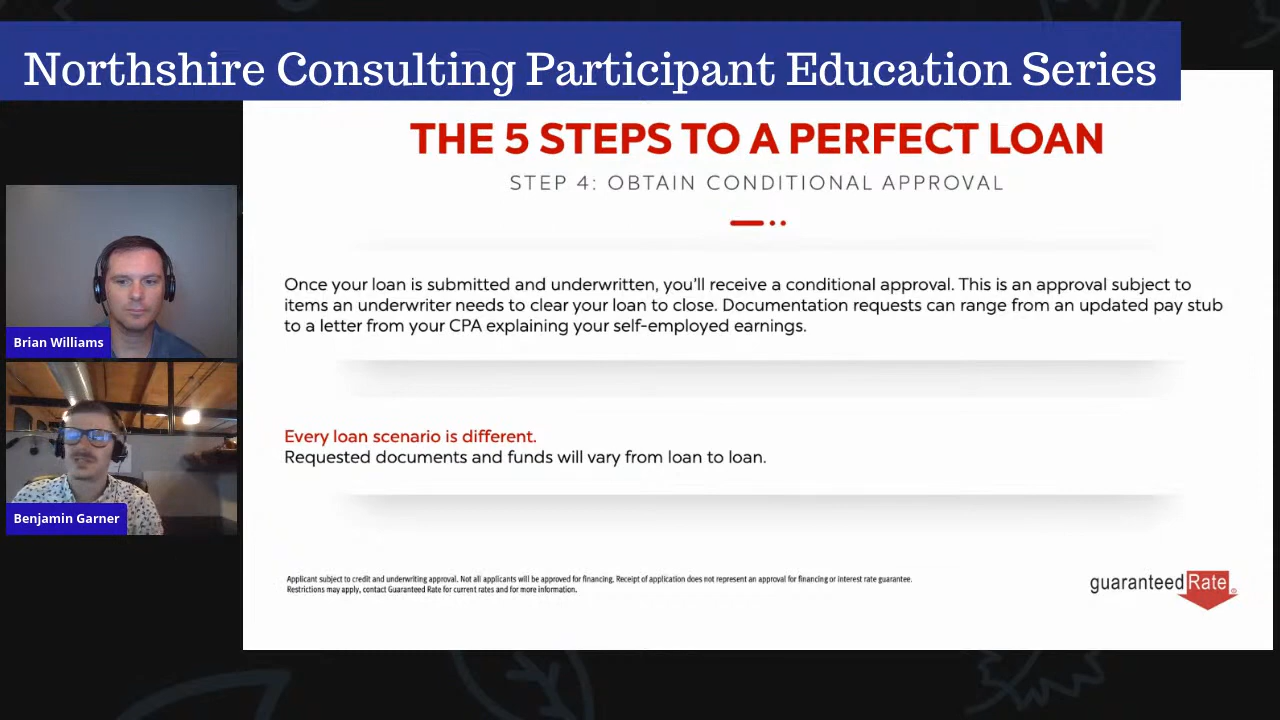 Northshire Consulting Participant Education Series
THE 5 STEPS TO A PERFECT LOAN
STEP 4: OBTAIN CONDITIONAL APPROVAL
Once your loan is submitted and underwritten, you'll receive a conditional approval. This is an approval subject to
items an underwriter needs to clear your loan to close. Documentation requests can range from an updated pay stub
to a letter from your CPA explaining your self-employed earnings.
Brian Williams
Every loan scenario is different.
Requested documents and funds will vary from loan to loan.
Benjamin Garner
Applicant subject to credit and underwriting approval. Not all applicants will be approved for financing. Receipt of application does not represent an approval for financing or interest rate guarantee.
Restrictions may apply, contact Guaranteed Rate for current rates and for more information.
guaranteed Rate